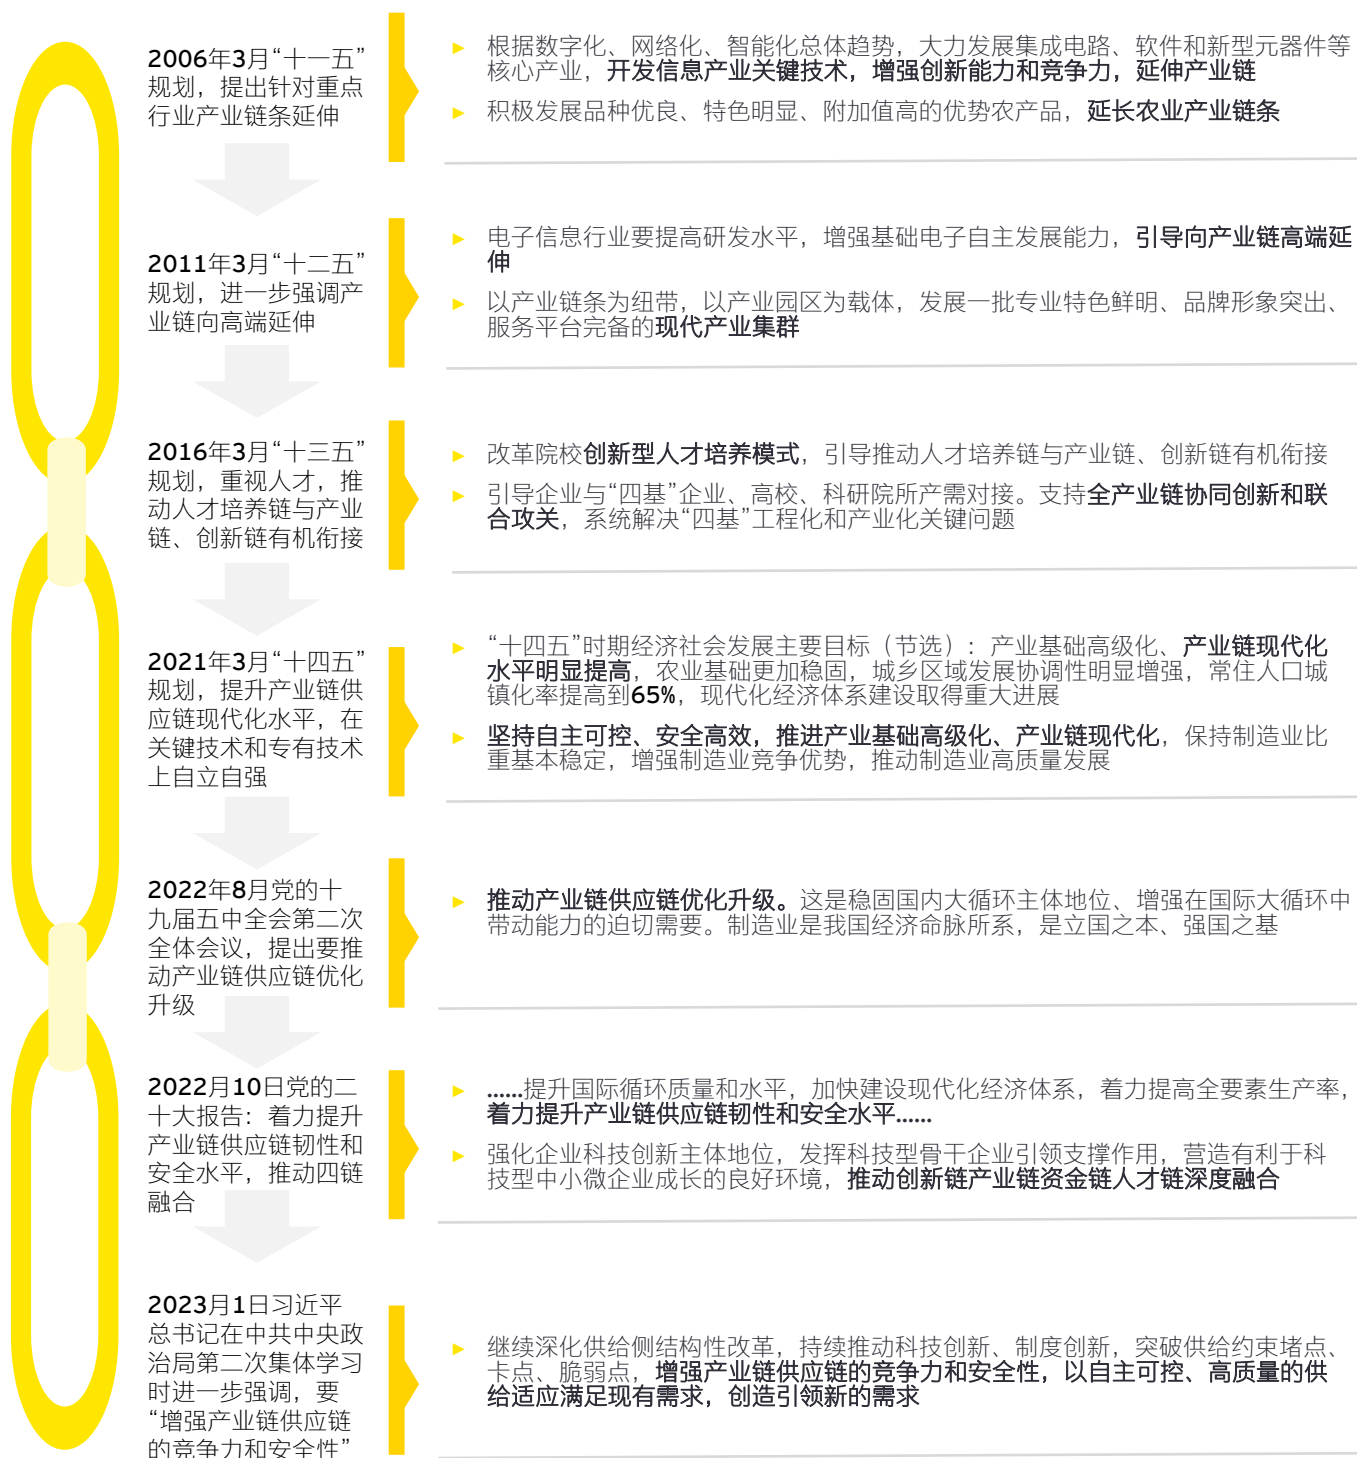 2006年3月“十一五”
规划，提出针对重点
行业产业链条延伸
► 根据数字化、网络化、智能化总体趋势，大力发展集成电路、软件和新型元器件等
核心产业，开发信息产业关键技术，增强创新能力和竞争力，延伸产业链
► 积极发展品种优良、特色明显、附加值高的优势农产品，延长农业产业链条
2011年3月“十二五”
规划，进一步强调产
业链向高端延伸
► 电子信息行业要提高研发水平，增强基础电子自主发展能力，引导向产业链高端延
伸
► 以产业链条为纽带，以产业园区为载体，发展一批专业特色鲜明、品牌形象突出、
服务平台完备的现代产业集群
2016年3月“十三五”
规划，重视人才，推
动人才培养链与产业
链、创新链有机衔接
► 改革院校创新型人才培养模式，引导推动人才培养链与产业链、创新链有机衔接
► 引导企业与“四基”企业、高校、科研院所产需对接。支持全产业链协同创新和联
合攻关，系统解决“四基”工程化和产业化关键问题
2021年3月“十四五”
规划，提升产业链供
应链现代化水平，在
关键技术和专有技术
上自立自强
► “十四五”时期经济社会发展主要目标（节选）：产业基础高级化、产业链现代化
水平明显提高，农业基础更加稳固，城乡区域发展协调性明显增强，常住人口城
镇化率提高到65%，现代化经济体系建设取得重大进展
► 坚持自主可控、安全高效，推进产业基础高级化、产业链现代化，保持制造业比
重基本稳定，增强制造业竞争优势，推动制造业高质量发展
2022年8月党的十
九届五中全会第二次
全体会议，提出要推
动产业链供应链优化
升级
► 推动产业链供应链优化升级。这是稳固国内大循环主体地位、增强在国际大循环中
带动能力的迫切需要。制造业是我国经济命脉所系，是立国之本、强国之基
2022月10日党的二
十大报告：着力提升
产业链供应链韧性和
安全水平，推动四链
融合
► ......提升国际循环质量和水平，加快建设现代化经济体系，着力提高全要素生产率，
着力提升产业链供应链韧性和安全水平......
► 强化企业科技创新主体地位，发挥科技型骨干企业引领支撑作用，营造有利于科
技型中小微企业成长的良好环境，推动创新链产业链资金链人才链深度融合
2023月1日习近平
总书记在中共中央政
治局第二次集体学习
时进一步强调，要
“增强产业链供应链
的竞争力和安全性”
► 继续深化供给侧结构性改革，持续推动科技创新、制度创新，突破供给约束堵点、
卡点、脆弱点，增强产业链供应链的竞争力和安全性，以自主可控、高质量的供
给适应满足现有需求，创造引领新的需求